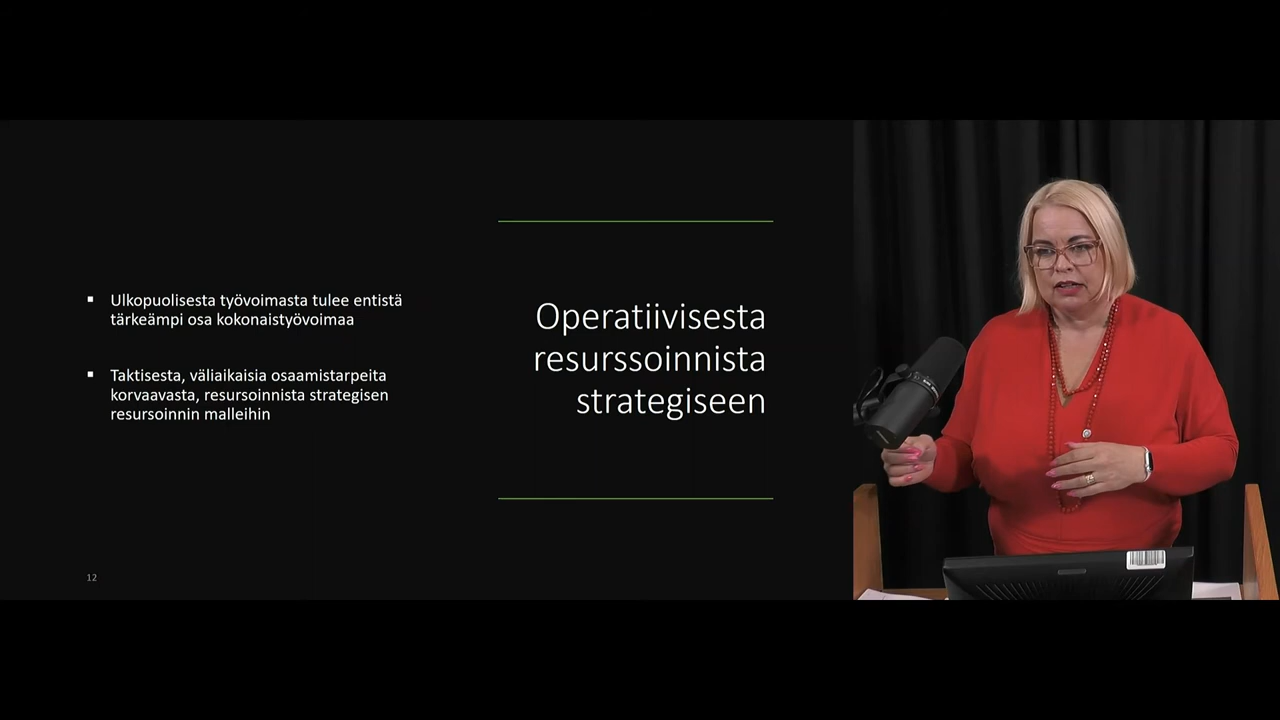 Ulkopuolisesta työvoimasta tulee entistä
tärkeämpi osa kokonaistyövoimaa
Taktisesta, väliaikaisia osaamistarpeita
korvaavasta, resursoinnista strategisen
resursoinnin malleihin
Operatiivisesta
resurssoinnista
strategiseen
12